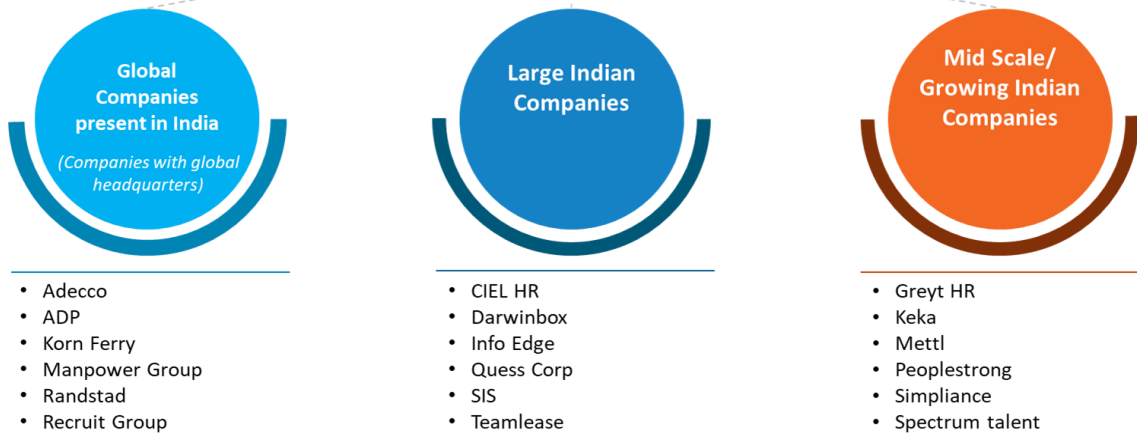 Global
Companies
present in India
(Companies with global
headquarters)
• Adecco
• ADP
• Korn Ferry
• Manpower Group
• Randstad
• Recruit Group
Large Indian
Companies
• CIEL HR
• Darwinbox
• Info Edge
• Quess Corp
• SIS
• Teamlease
Mid Scale/
Growing Indian
Companies
• Greyt HR
• Keka
• Mettl
• Peoplestrong
• Simpliance
• Spectrum talent